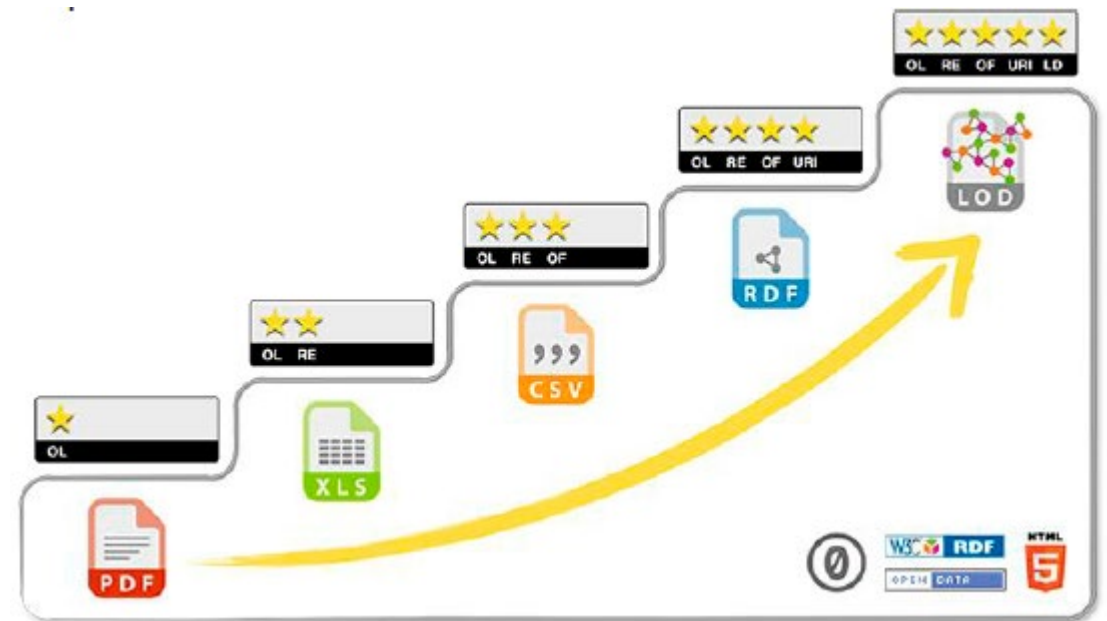 OL RE OF URI LD
LOD
OL RE OF URI
RDF
OL RE OF
,,,
CSV
OL RE
XLS
OL
PDF
0
W3C RDF
OPEN DATA
HTML
5